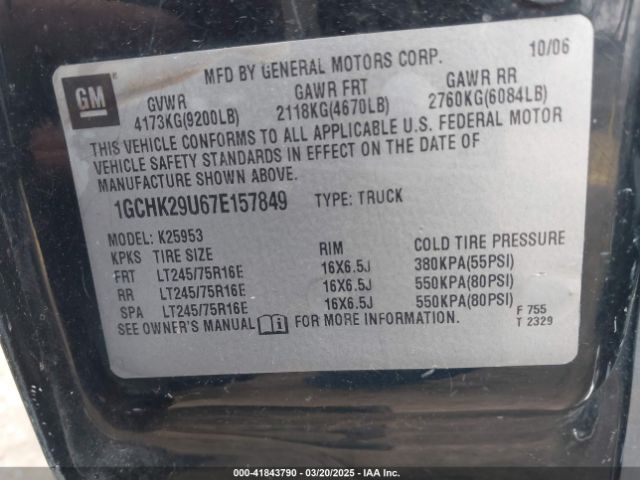 MFD BY GENERAL MOTORS CORP. 10/06
GM
GVWR GAWR FRT GAWR RR
4173KG(9200LB) 2118KG(4670LB) 2760KG(6084LB)
THIS VEHICLE CONFORMS TO ALL APPLICABLE U.S. FEDERAL MOTOR
VEHICLE SAFETY STANDARDS IN EFFECT ON THE DATE OF
MANUFACTURE SHOWN ABOVE.
1GCHK29U67E157849 TYPE: TRUCK
MODEL: K25953
KPKS TIRE SIZE RIM COLD TIRE PRESSURE
FRT LT245/75R16E 16X6.5J 380KPA(55PSI)
RR LT245/75R16E 16X6.5J 550KPA(80PSI)
SPA LT245/75R16E 16X6.5J 550KPA(80PSI)
SEE OWNER'S MANUAL FOR MORE INFORMATION.
F 755
T 2329
000-41843790 - 03/20/2025 - IAA Inc.